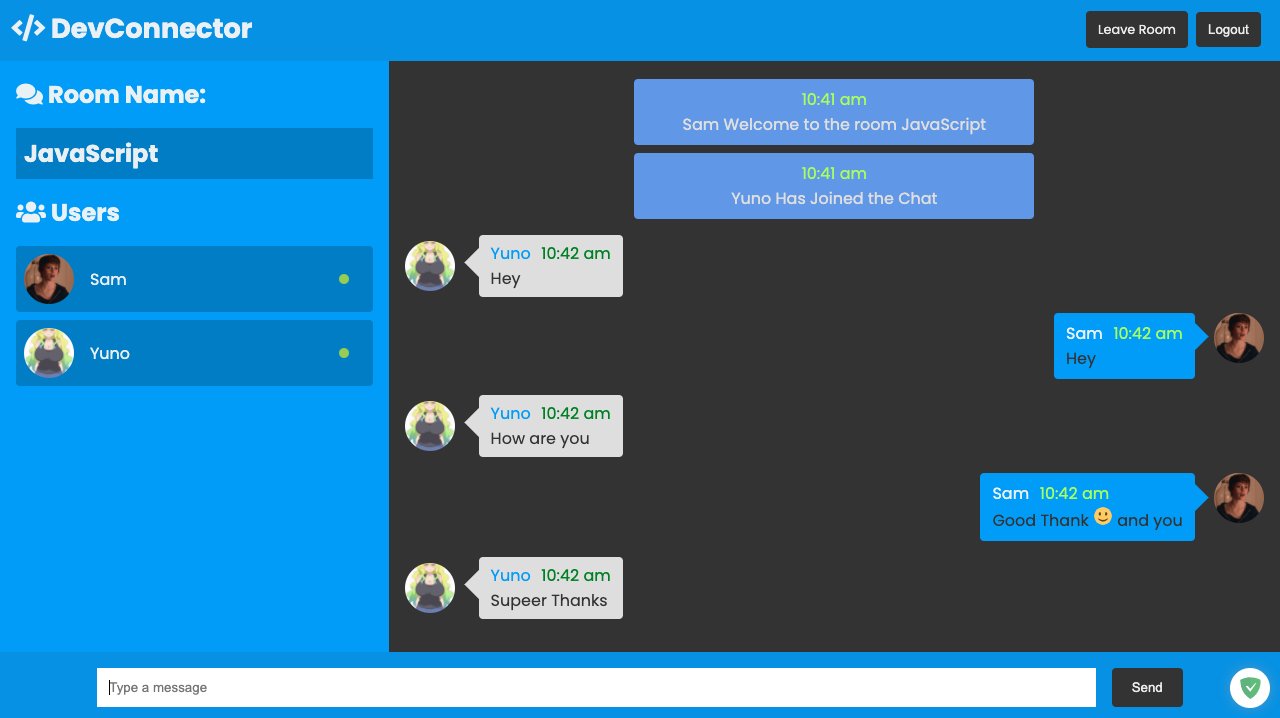 DevConnector
Leave Room
Logout
Room Name:
JavaScript
Users
Sam
Yuno
10:41 am
Sam Welcome to the room JavaScript
10:41 am
Yuno Has Joined the Chat
Yuno 10:42 am
Hey
Sam 10:42 am
Hey
Yuno 10:42 am
How are you
Sam 10:42 am
Good Thank 🙂 and you
Yuno 10:42 am
Supeer Thanks
Type a message
Send